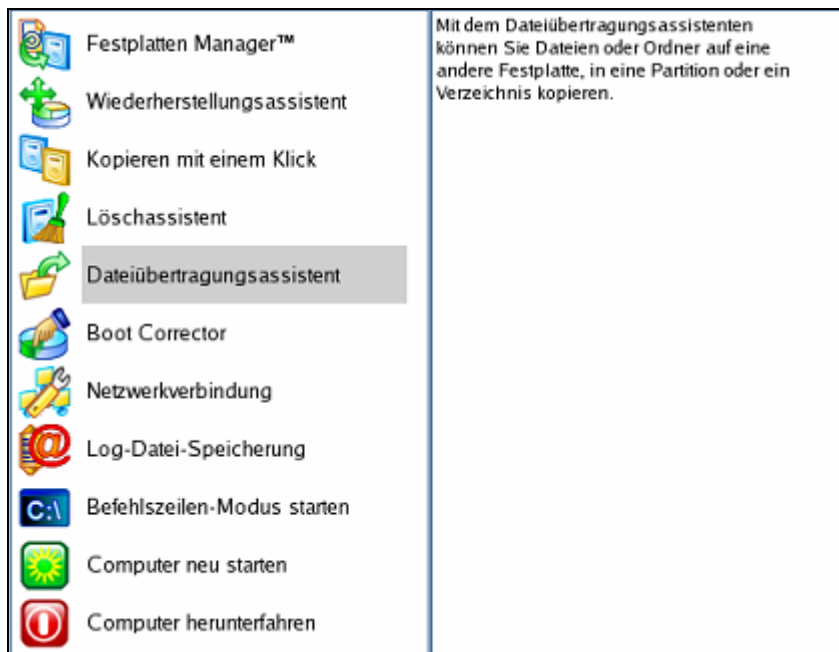 Festplatten Manager™
Wiederherstellungsassistent
Kopieren mit einem Klick
Löschassistent
Dateiübertragungsassistent
Boot Corrector
Netzwerkverbindung
@
Log-Datei-Speicherung
C:\
Befehlszeilen-Modus starten
Computer neu starten
Computer herunterfahren
Mit dem Dateiübertragungsassistenten
können Sie Dateien oder Ordner auf eine
andere Festplatte, in eine Partition oder ein
Verzeichnis kopieren.